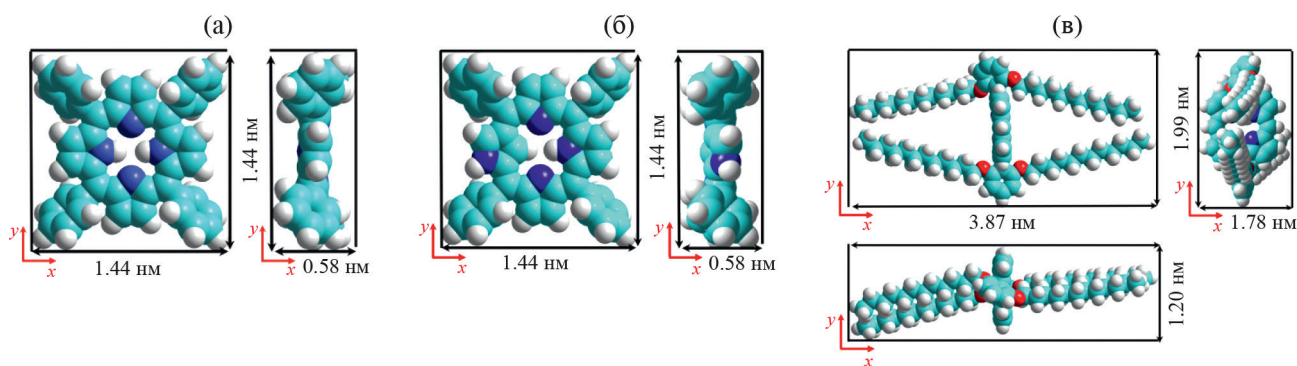 (а)
1.44 нм
y
x
1.44 нм
0.58 нм
(б)
1.44 нм
y
x
1.44 нм
x
0.58 нм
(в)
1.99 нм
y
x
3.87 нм
y
x
1.78 нм
1.20 нм
y
x